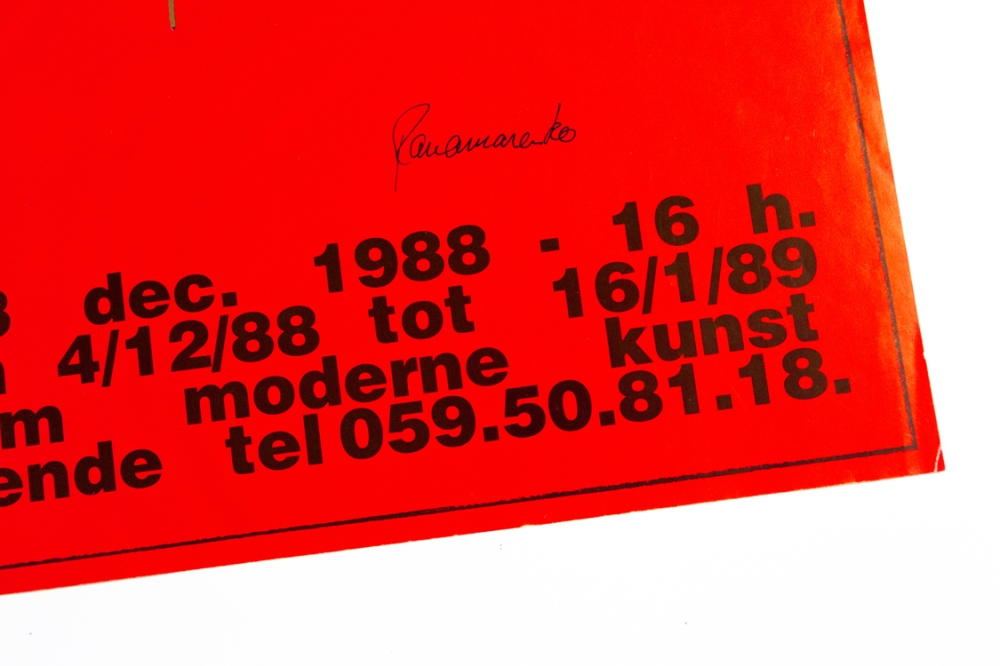 Panamarenko
3 dec. 1988 - 16 h.
4/12/88 tot 16/1/89
m moderne kunst
ende tel 059.50.81.18.